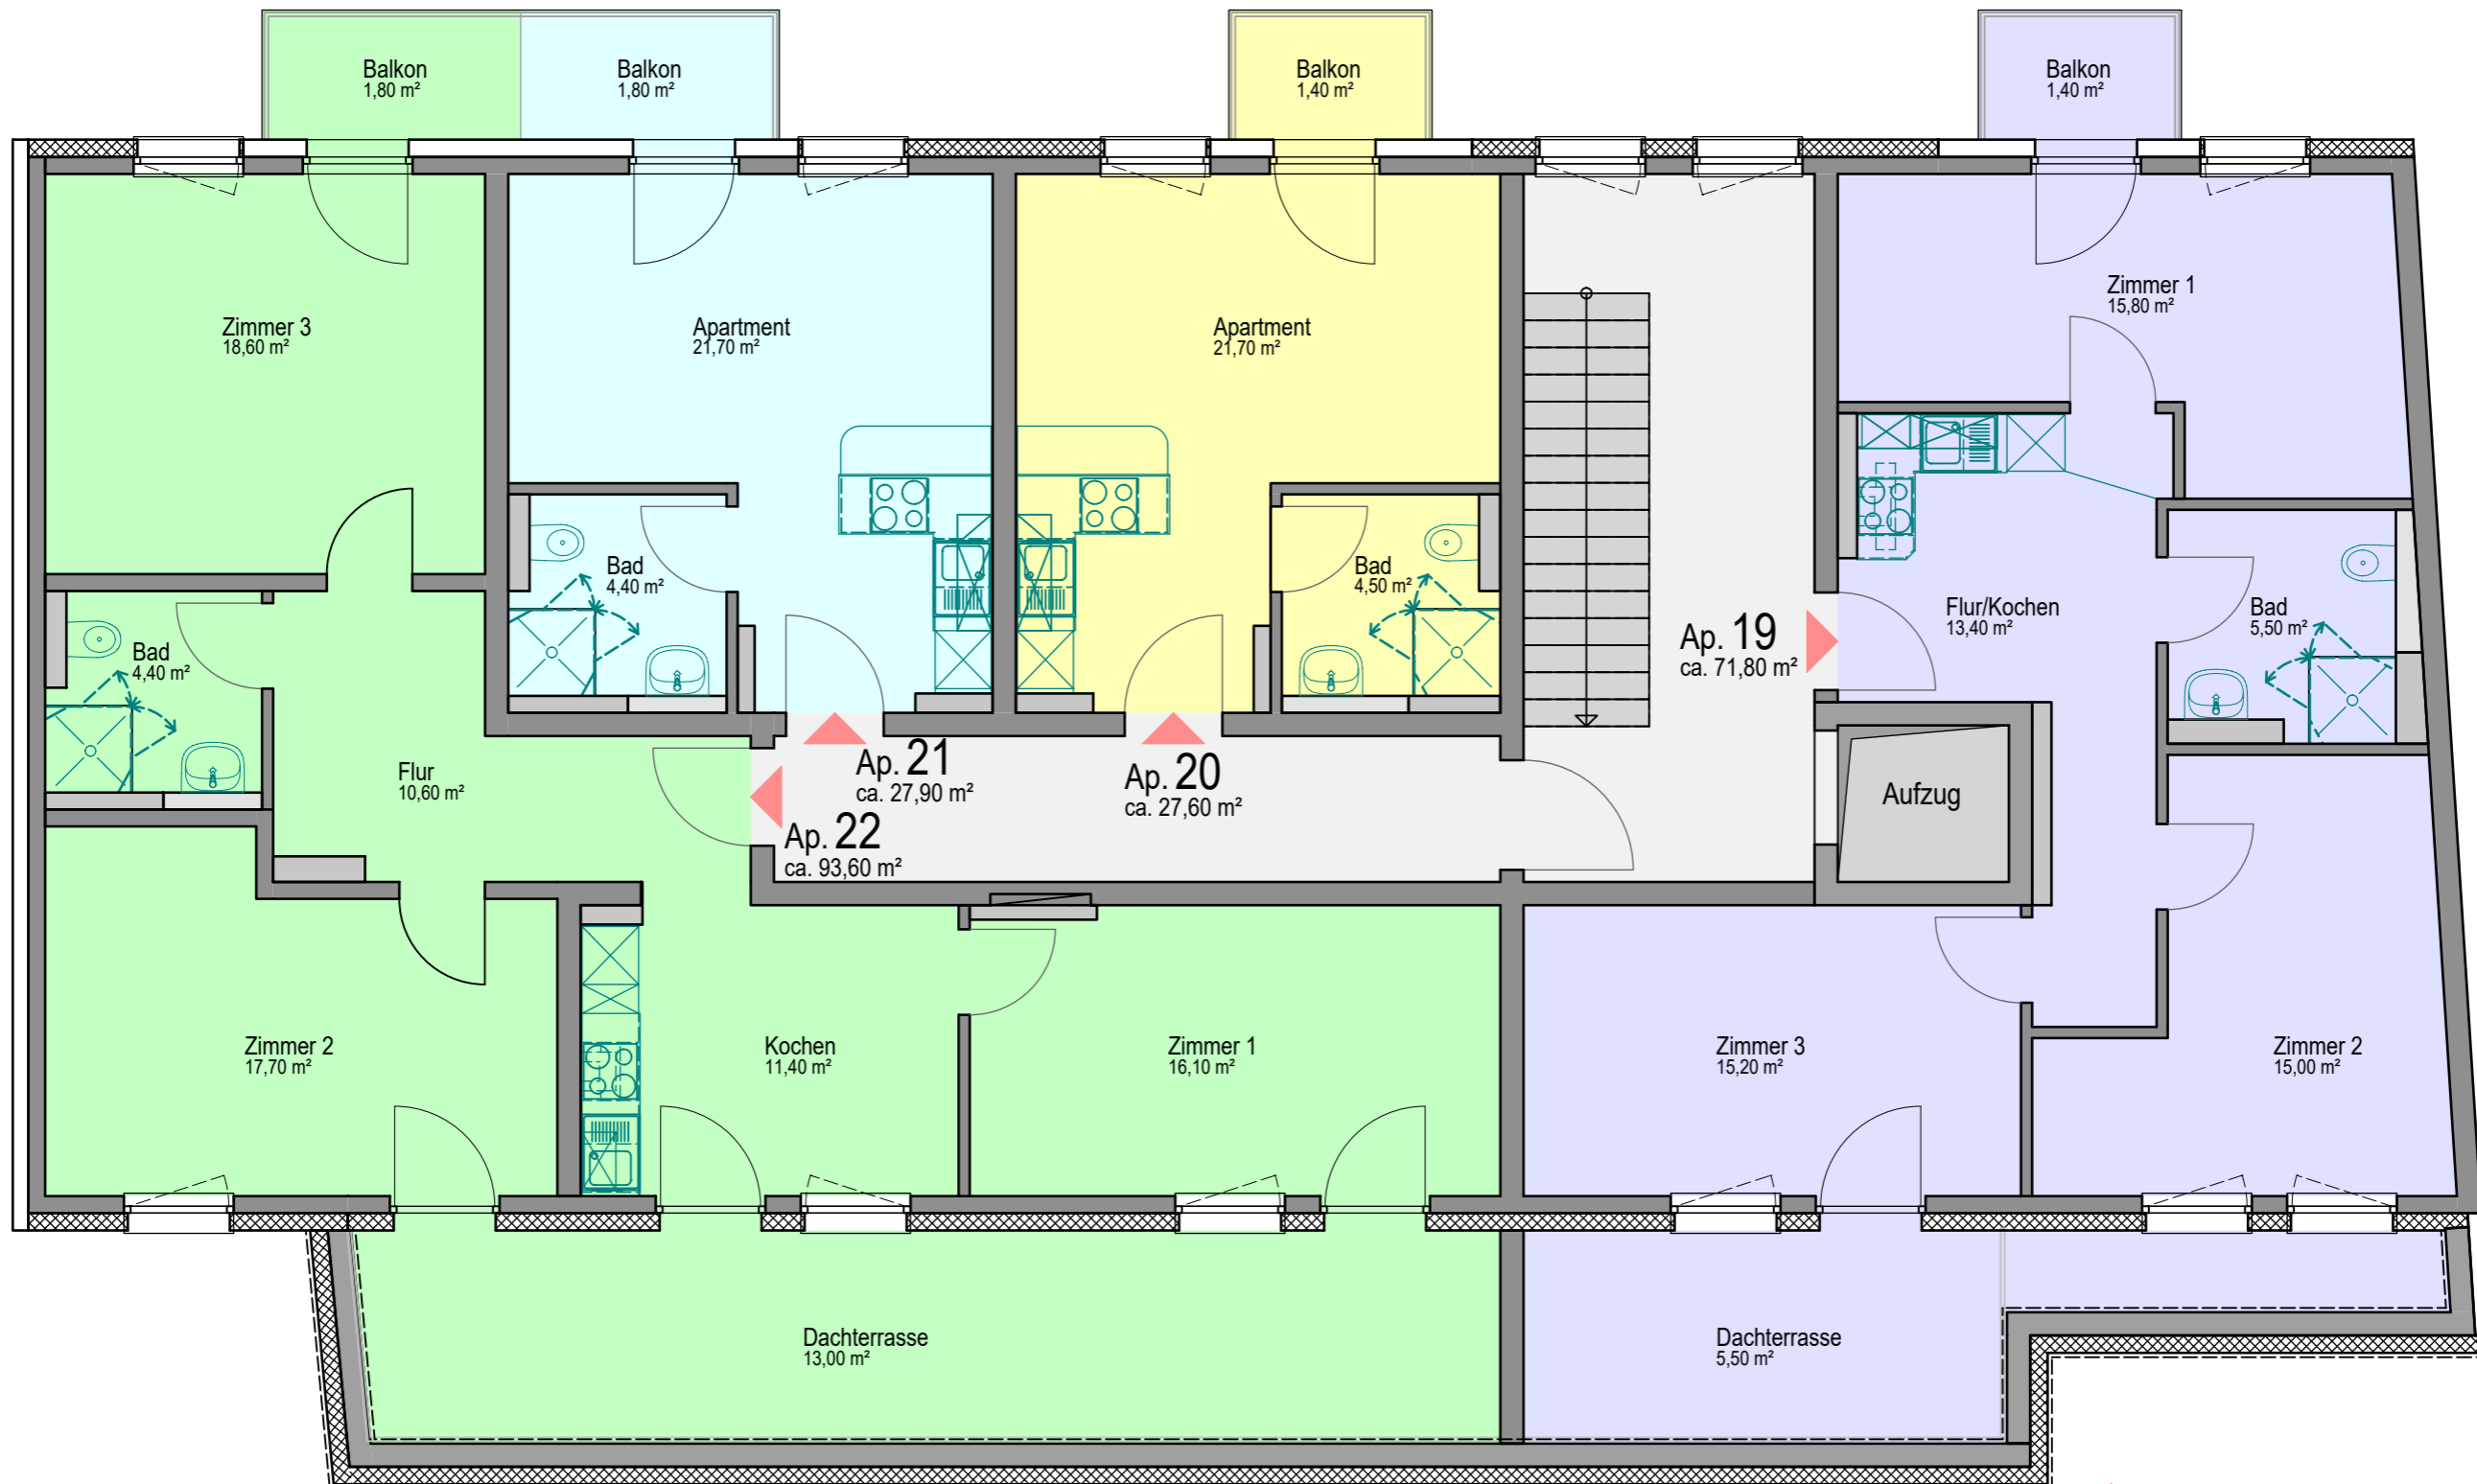 Balkon
1,80 m²
Balkon
1,80 m²
Balkon
1,40 m²
Balkon
1,40 m²
Zimmer 3
18,60 m²
Apartment
21,70 m²
Apartment
21,70 m²
Zimmer 1
15,80 m²
Bad
4,40 m²
Bad
4,40 m²
Bad
4,50 m²
Ap. 19
ca. 71,80 m²
Flur/Kochen
13,40 m²
Bad
5,50 m²
Flur
10,60 m²
Ap. 21
ca. 27,90 m²
Ap. 20
ca. 27,60 m²
Ap. 22
ca. 93,60 m²
Aufzug
Zimmer 2
17,70 m²
Kochen
11,40 m²
Zimmer 1
16,10 m²
Zimmer 3
15,20 m²
Zimmer 2
15,00 m²
Dachterrasse
13,00 m²
Dachterrasse
5,50 m²